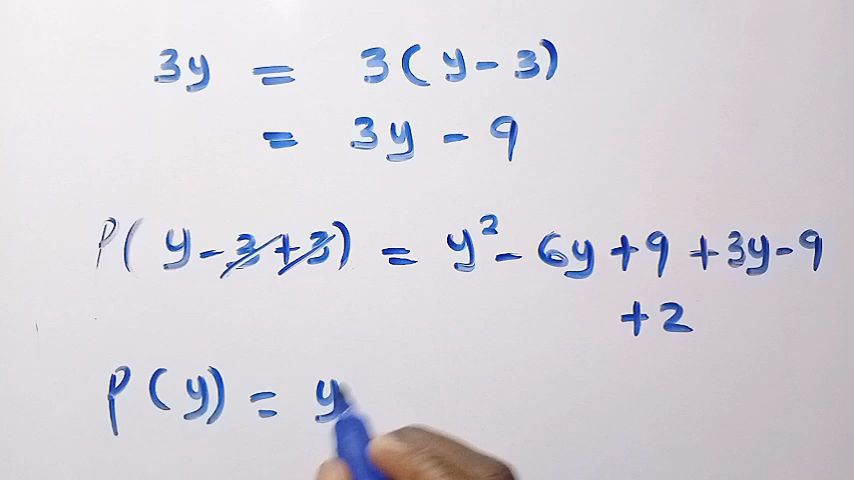 3y = 3(y-3)
= 3y - 9
P(y-3+3) = y² - 6y + 9 + 3y - 9
+ 2
P(y) = y